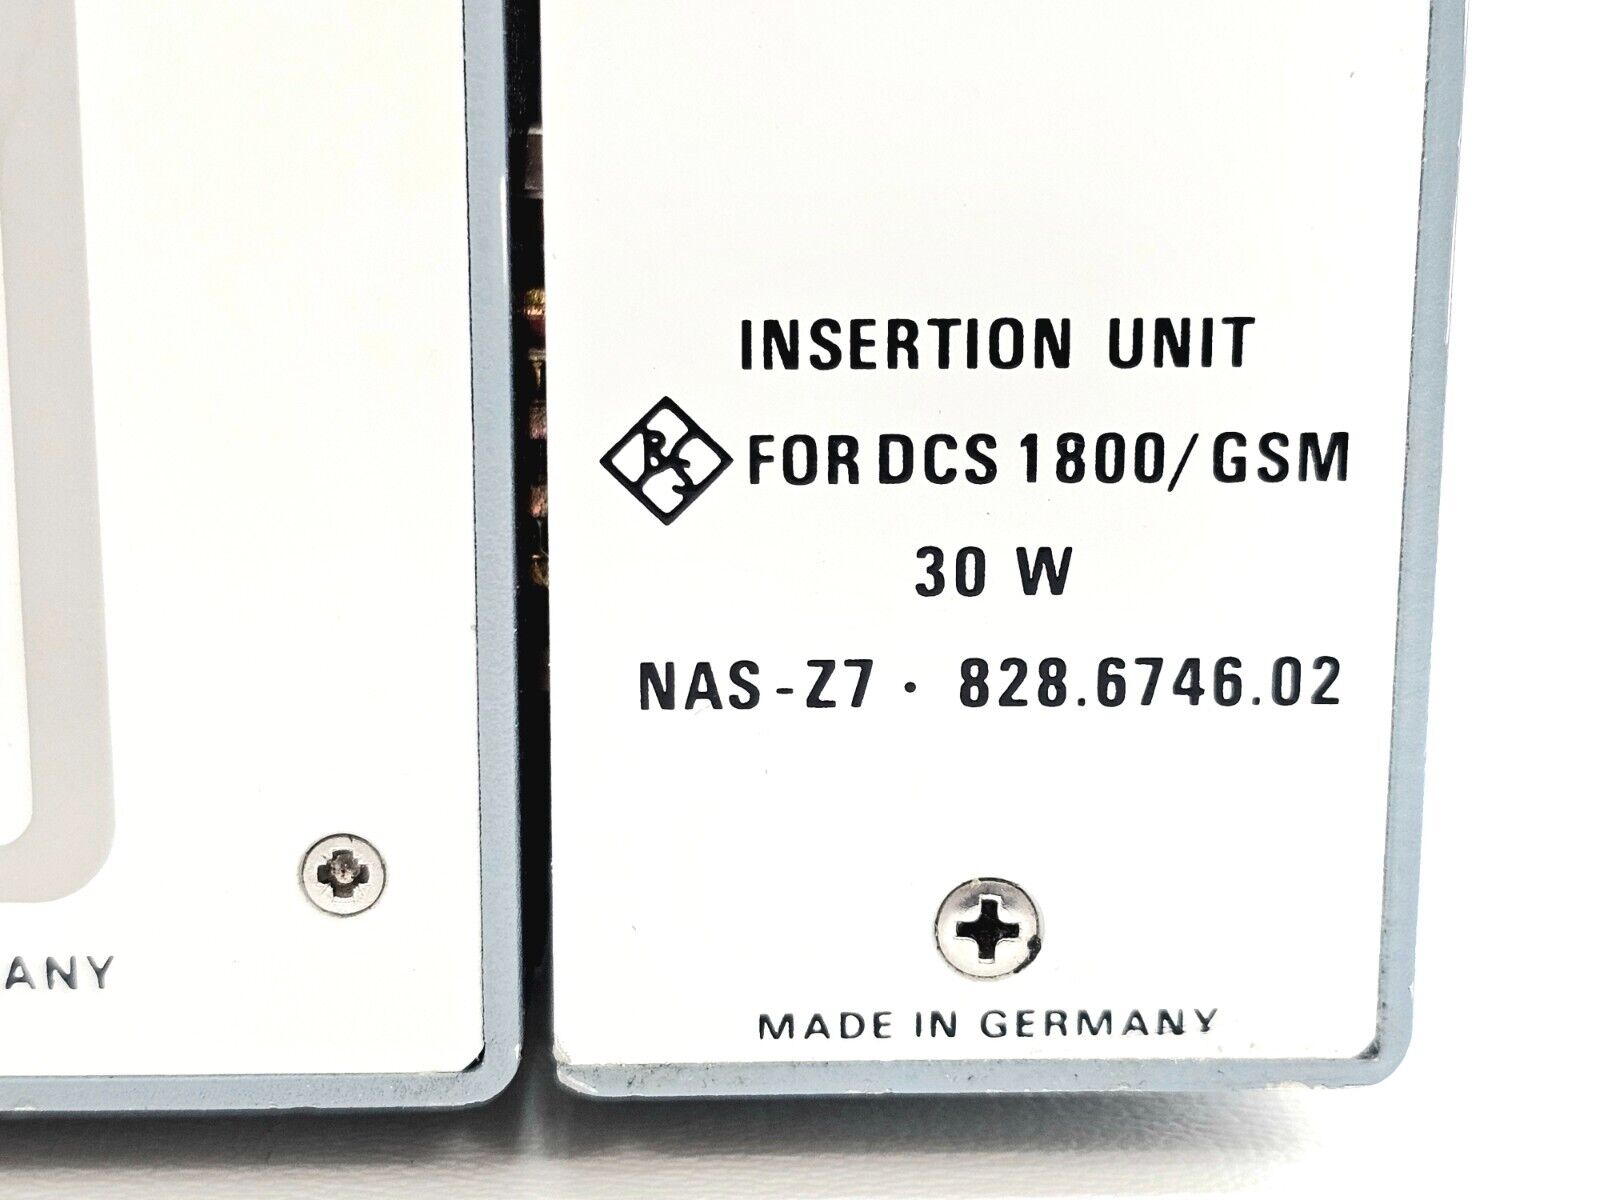 INSERTION UNIT
FOR DCS 1800/GSM
30 W
NAS-Z7 · 828.6746.02
MADE IN GERMANY
ANY